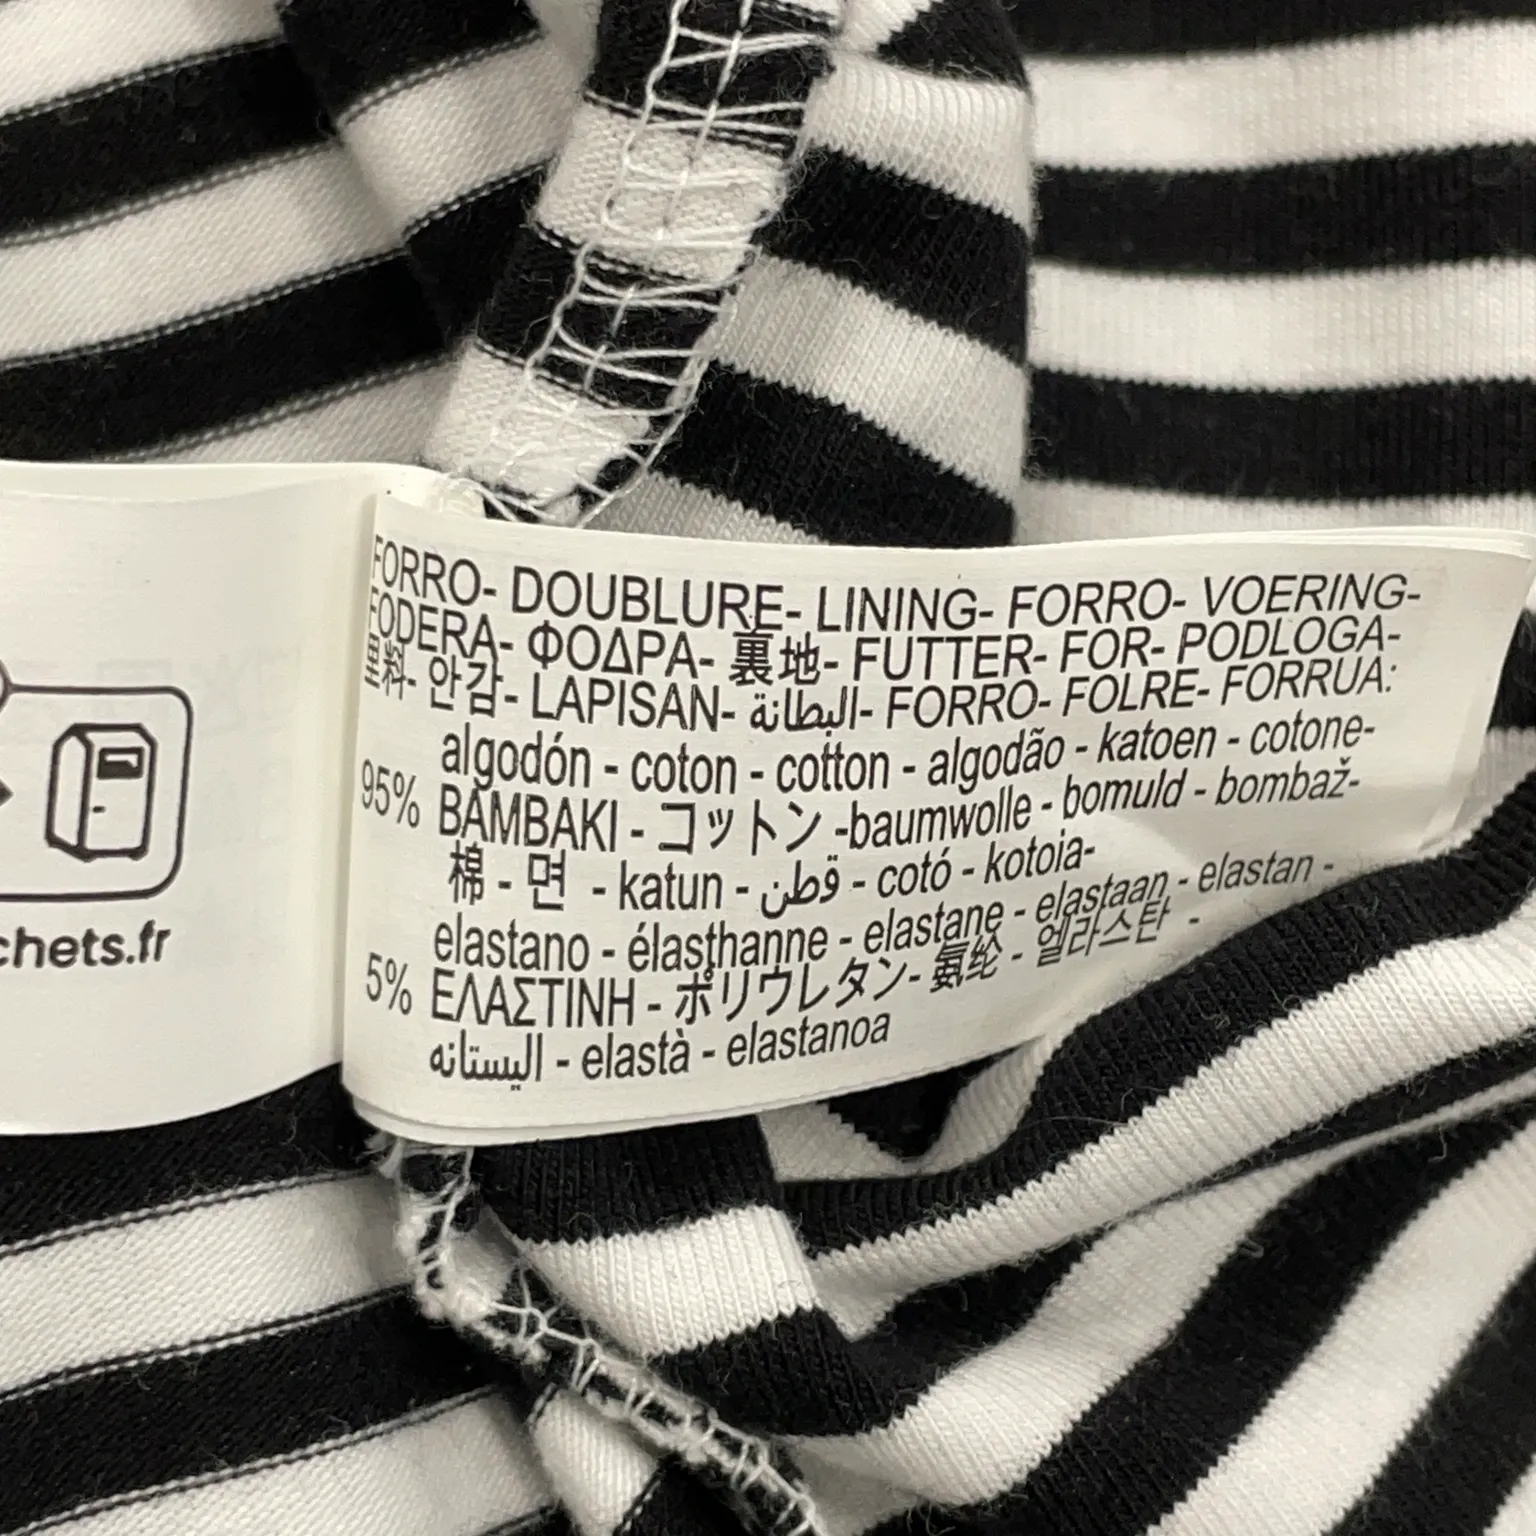 FORRO- DOUBLURE- LINING- FORRO- VOERING-
FODERA- ΦΟΔΡΑ- 裏地- FUTTER- FOR- PODLOGA-
里料- 안감- LAPISAN- البطانة- FORRO- FOLRE- FORRUA:
algodón - coton - cotton - algodão - katoen - cotone-
95% BAMBAKI - コットン -baumwolle - bomuld - bombaž-
棉 - 면 - katun - قطن - cotó - kotoia-
elastano - élasthanne - elastane - elastaan - elastan -
5% ΕΛΑΣΤΙΝΗ - ポリウレタン- 氨纶 - 엘라스탄 -
اليستانه - elastà - elastanoa
chets.fr